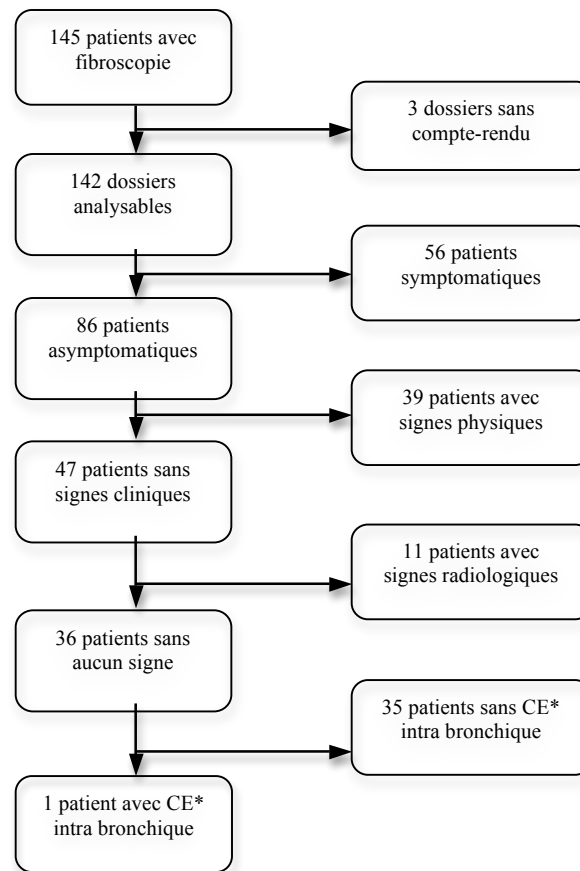 145 patients avec
fibroscopie
3 dossiers sans
compte-rendu
142 dossiers
analysables
56 patients
symptomatiques
86 patients
asymptomatiques
39 patients avec
signes physiques
47 patients sans
signes cliniques
11 patients avec
signes radiologiques
36 patients sans
aucun signe
35 patients sans CE*
intra bronchique
1 patient avec CE*
intra bronchique